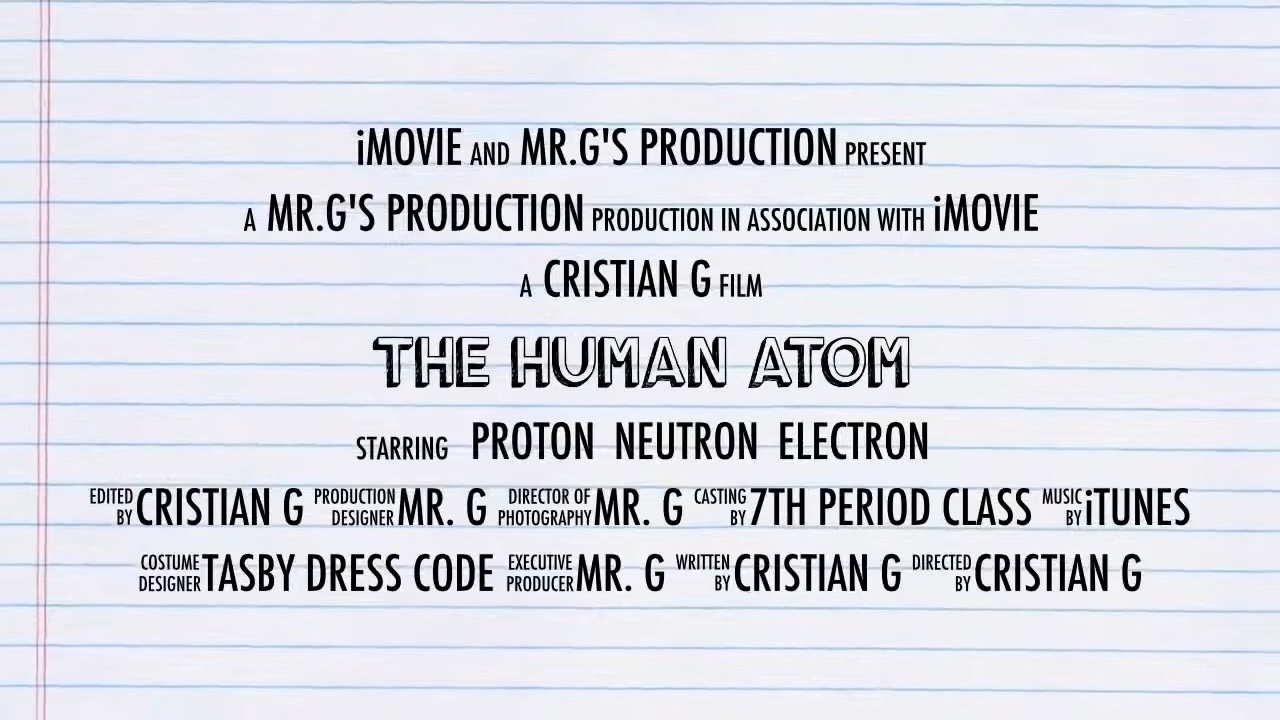 iMOVIE AND MR.G'S PRODUCTION PRESENT
A MR.G'S PRODUCTION PRODUCTION IN ASSOCIATION WITH iMOVIE
A CRISTIAN G FILM
THE HUMAN ATOM
STARRING PROTON NEUTRON ELECTRON
EDITED BY CRISTIAN G PRODUCTION DESIGNER MR. G DIRECTOR OF PHOTOGRAPHY MR. G CASTING BY 7TH PERIOD CLASS MUSIC BY iTUNES
COSTUME DESIGNER TASBY DRESS CODE EXECUTIVE PRODUCER MR. G WRITTEN BY CRISTIAN G DIRECTED BY CRISTIAN G